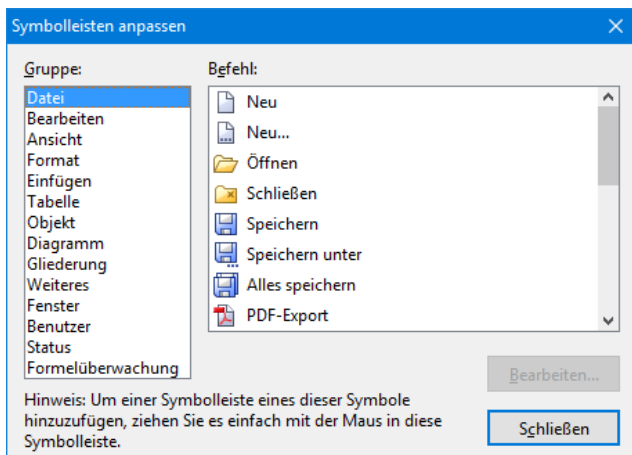 Symbolleisten anpassen
Gruppe:
Datei
Bearbeiten
Ansicht
Format
Einfügen
Tabelle
Objekt
Diagramm
Gliederung
Weiteres
Fenster
Benutzer
Status
Formelüberwachung
Befehl:
Neu
Neu...
Öffnen
Schließen
Speichern
Speichern unter
Alles speichern
PDF-Export
Bearbeiten...
Hinweis: Um einer Symbolleiste eines dieser Symbole
hinzuzufügen, ziehen Sie es einfach mit der Maus in diese
Symbolleiste.
Schließen